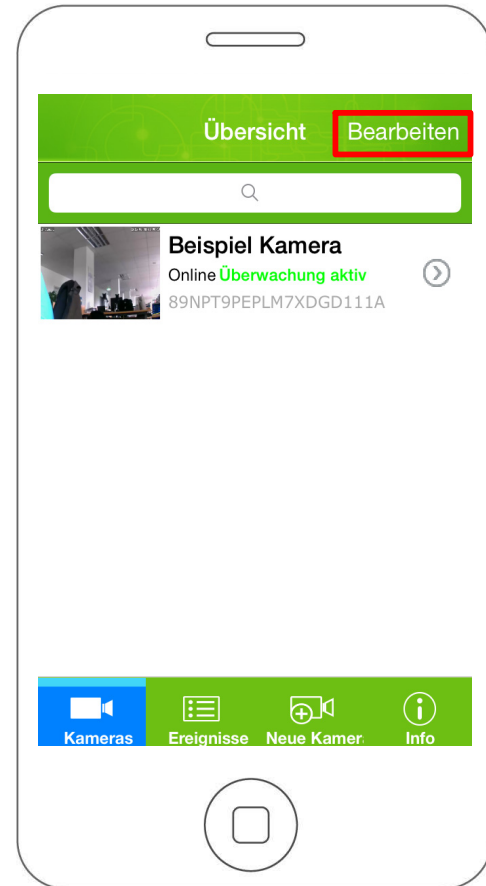 Übersicht Bearbeiten
Beispiel Kamera
Online Überwachung aktiv
89NPT9PEPLM7XDGD111A
Kameras Ereignisse Neue Kamer
Info